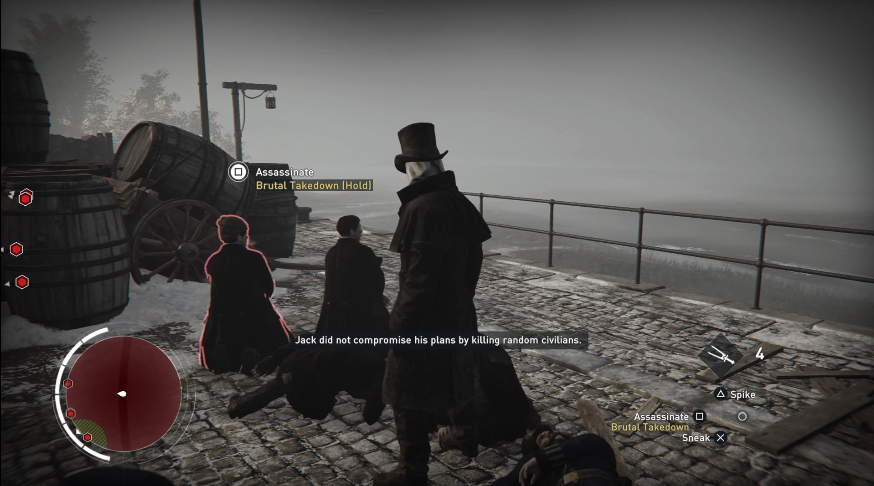 Assassinate
Brutal Takedown (Hold)
Jack did not compromise his plans by killing random civilians.
4
Spike
Assassinate
Brutal Takedown
Sneak